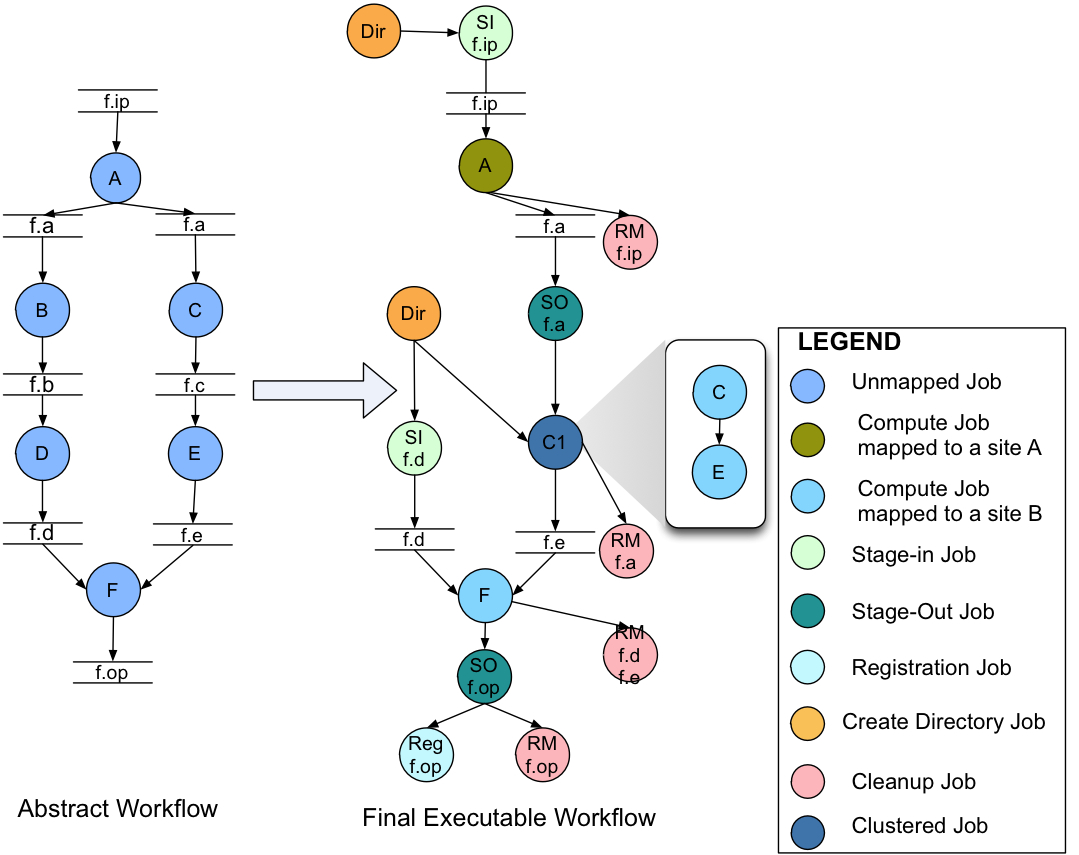 f.ip
A
f.a
f.a
B
C
f.b
f.c
D
E
f.d
f.e
F
f.op
Abstract Workflow
Dir
SI
f.ip
f.ip
A
f.a
RM
f.ip
Dir
SO
f.a
SI
f.d
C1
C
E
f.d
f.e
RM
f.a
F
RM
f.d
f.e
SO
f.op
Reg
f.op
RM
f.op
Final Executable Workflow
LEGEND
Unmapped Job
Compute Job
mapped to a site A
Compute Job
mapped to a site B
Stage-in Job
Stage-Out Job
Registration Job
Create Directory Job
Cleanup Job
Clustered Job